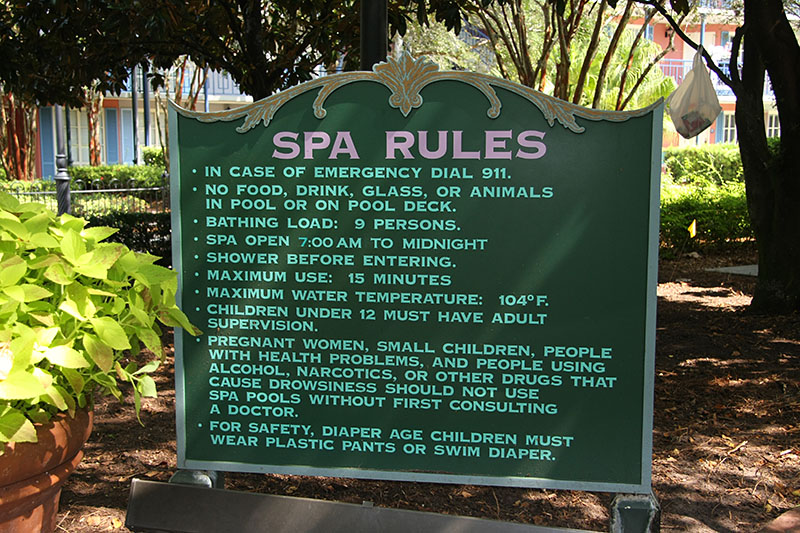 SPA RULES
• IN CASE OF EMERGENCY DIAL 911.
• NO FOOD, DRINK, GLASS, OR ANIMALS
IN POOL OR ON POOL DECK.
• BATHING LOAD: 9 PERSONS.
• SPA OPEN 7:00 AM TO MIDNIGHT
• SHOWER BEFORE ENTERING.
• MAXIMUM USE: 15 MINUTES
• MAXIMUM WATER TEMPERATURE: 104°F.
• CHILDREN UNDER 12 MUST HAVE ADULT
SUPERVISION.
• PREGNANT WOMEN, SMALL CHILDREN, PEOPLE
WITH HEALTH PROBLEMS, AND PEOPLE USING
ALCOHOL, NARCOTICS, OR OTHER DRUGS THAT
CAUSE DROWSINESS SHOULD NOT USE
SPA POOLS WITHOUT FIRST CONSULTING
A DOCTOR.
• FOR SAFETY, DIAPER AGE CHILDREN MUST
WEAR PLASTIC PANTS OR SWIM DIAPER.